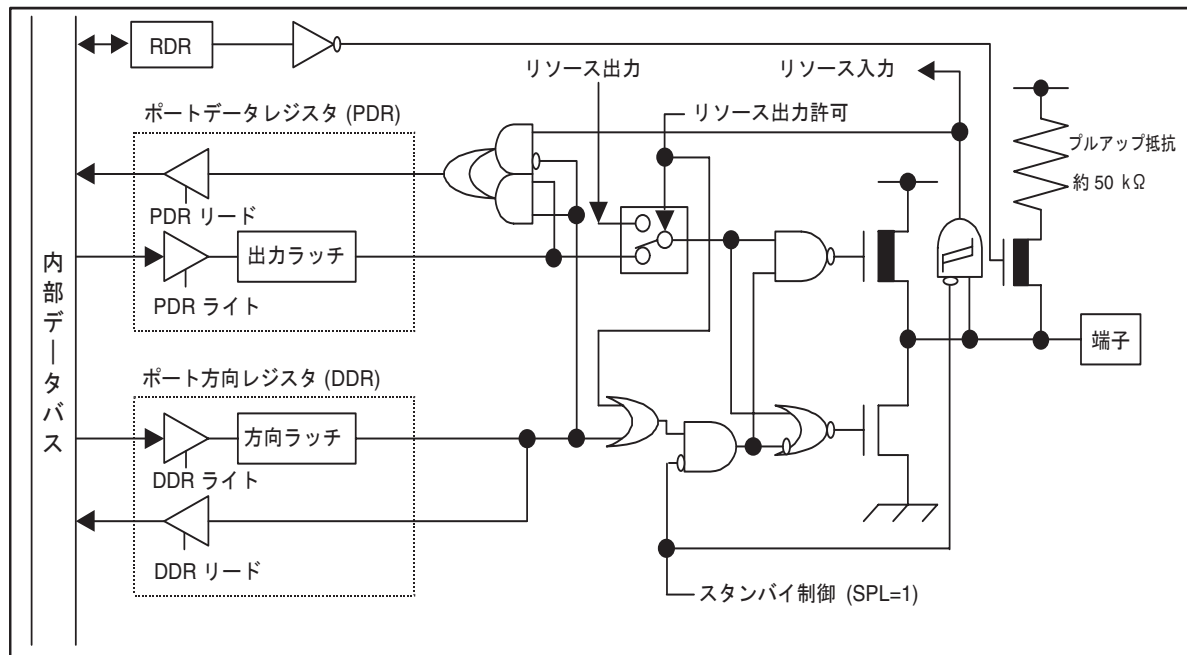 RDR
リソース出力
リソース入力
ポートデータレジスタ (PDR)
リソース出力許可
プルアップ抵抗
約 50 kΩ
PDR リード
出力ラッチ
PDR ライト
内部データバス
端子
ポート方向レジスタ (DDR)
方向ラッチ
DDR ライト
DDR リード
スタンバイ制御 (SPL=1)